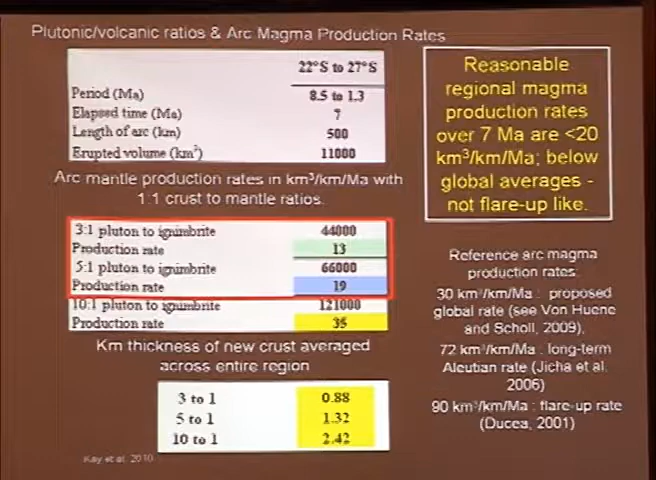 Plutonic/volcanic ratios & Arc Magma Production Rates
22°S to 27°S
Period (Ma) 8.5 to 1.3
Elapsed time (Ma) 7
Length of arc (km) 500
Erupted volume (km³) 11000
Arc mantle production rates in km³/km/Ma with
1:1 crust to mantle ratios.
3:1 pluton to ignimbrite 44000
Production rate 13
5:1 pluton to ignimbrite 66000
Production rate 19
10:1 pluton to ignimbrite 121000
Production rate 35
Km thickness of new crust averaged
across entire region
3 to 1 0.88
5 to 1 1.32
10 to 1 2.42
Kay et al. 2010
Reasonable
regional magma
production rates
over 7 Ma are <20
km³/km/Ma; below
global averages -
not flare-up like.
Reference arc magma
production rates:
30 km³/km/Ma : proposed
global rate (see Von Huene
and Scholl, 2009),
72 km³/km/Ma : long-term
Aleutian rate (Jicha et al.
2006)
90 km³/km/Ma : flare-up rate
(Ducea, 2001)